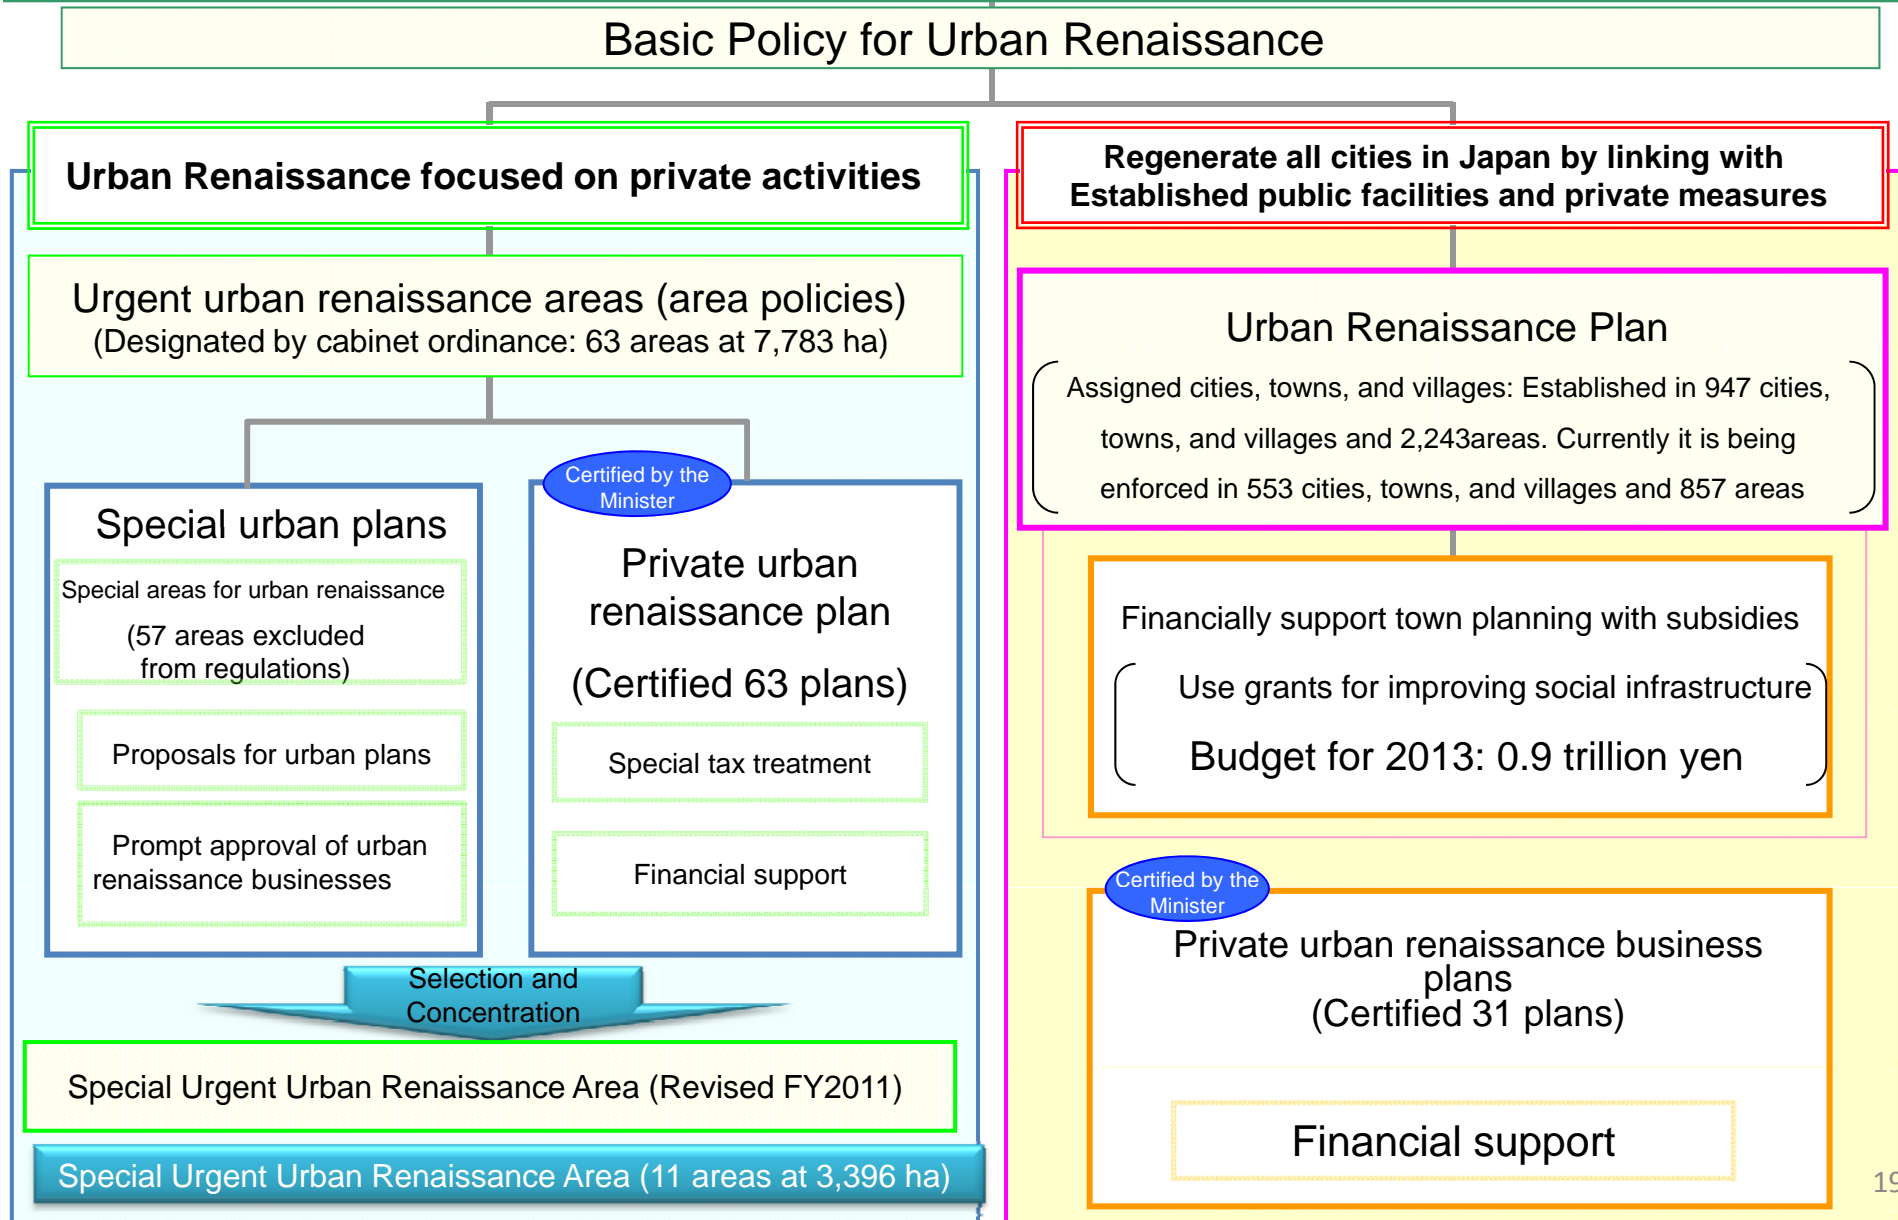 Basic Policy for Urban Renaissance
Urban Renaissance focused on private activities
Urgent urban renaissance areas (area policies)
(Designated by cabinet ordinance: 63 areas at 7,783 ha)
Special urban plans
Special areas for urban renaissance
(57 areas excluded
from regulations)
Proposals for urban plans
Prompt approval of urban
renaissance businesses
Certified by the
Minister
Private urban
renaissance plan
(Certified 63 plans)
Special tax treatment
Financial support
Selection and
Concentration
Special Urgent Urban Renaissance Area (Revised FY2011)
Special Urgent Urban Renaissance Area (11 areas at 3,396 ha)
Regenerate all cities in Japan by linking with
Established public facilities and private measures
Urban Renaissance Plan
Assigned cities, towns, and villages: Established in 947 cities,
towns, and villages and 2,243areas. Currently it is being
enforced in 553 cities, towns, and villages and 857 areas
Financially support town planning with subsidies
Use grants for improving social infrastructure
Budget for 2013: 0.9 trillion yen
Certified by the
Minister
Private urban renaissance business
plans
(Certified 31 plans)
Financial support
19